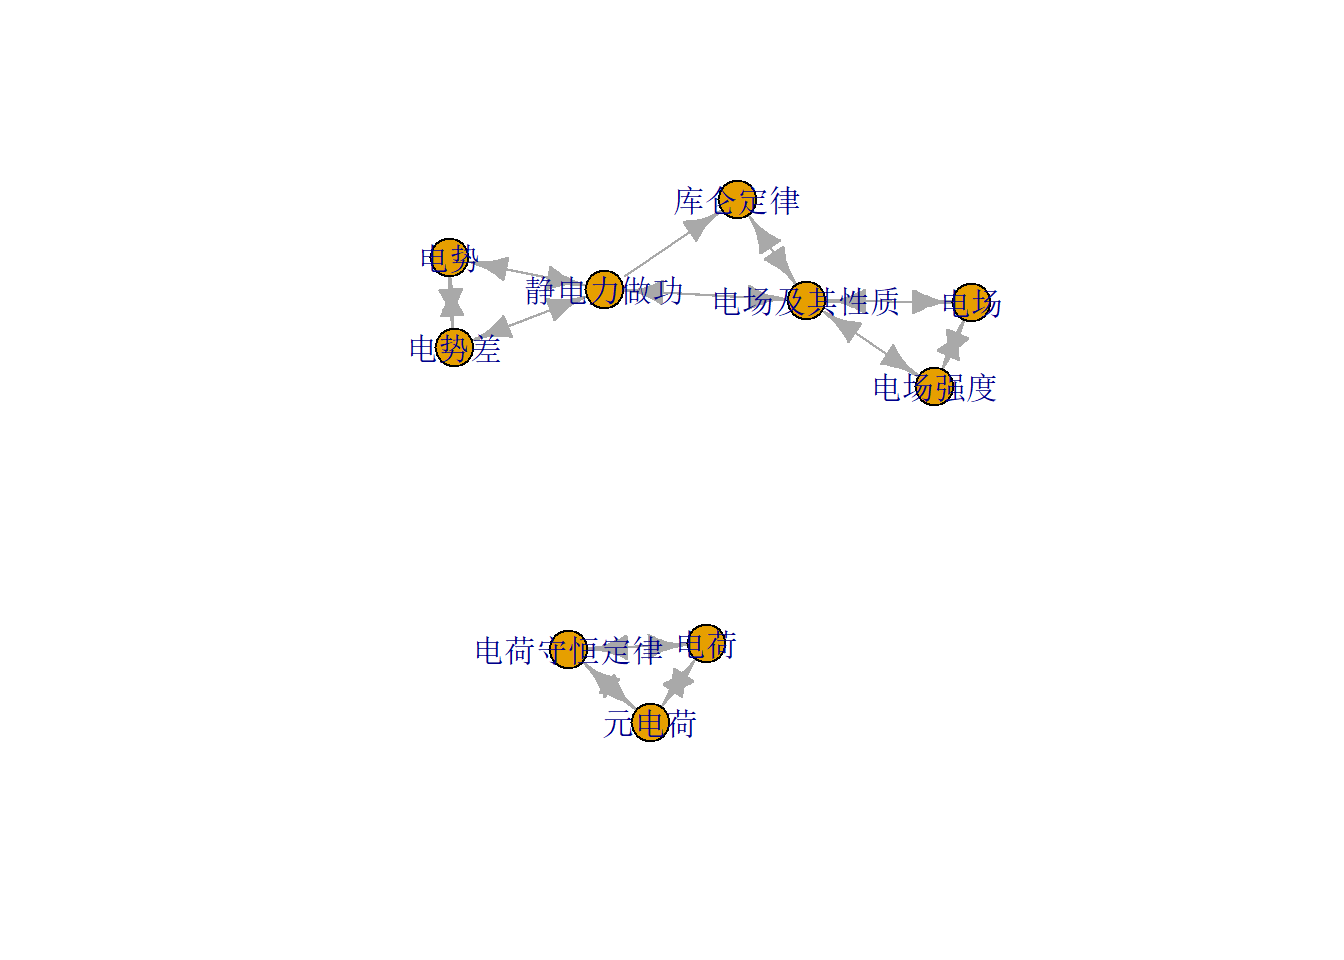 库仑定律
电势
静电力做功
电场及其性质
电场
电势差
电场强度
电荷守恒定律
电荷
元电荷